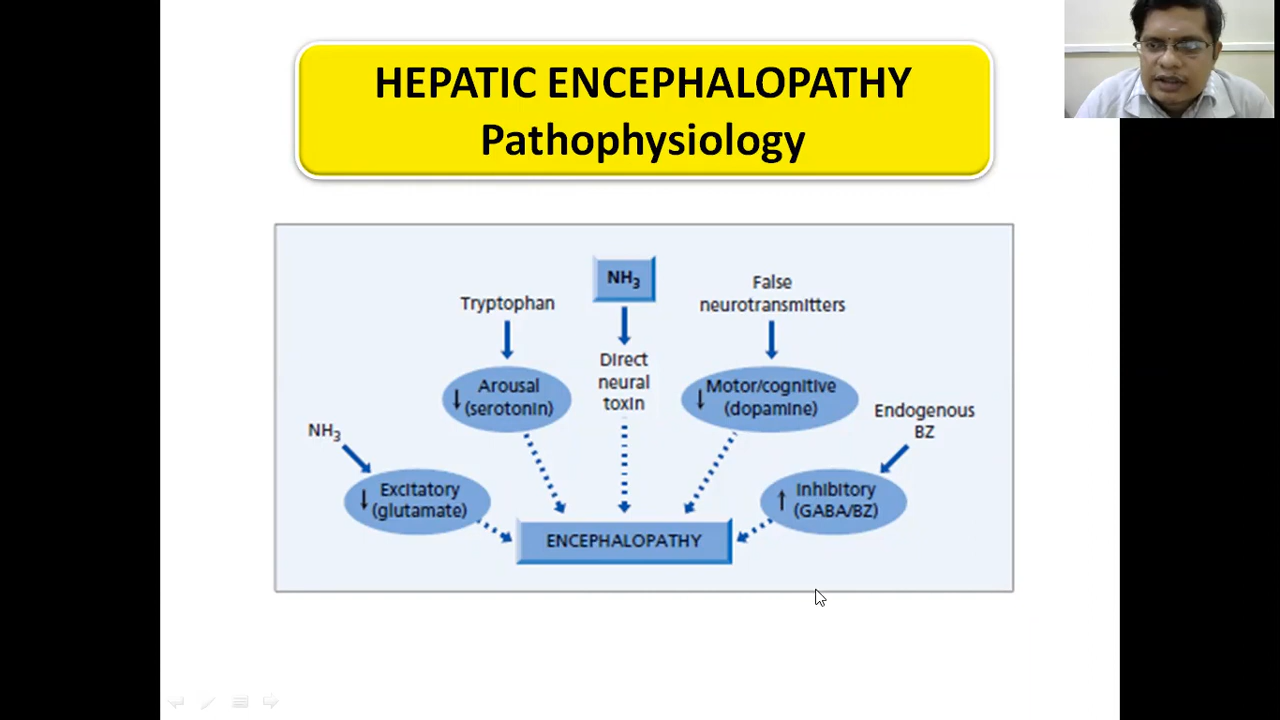 HEPATIC ENCEPHALOPATHY
Pathophysiology
NH3
False
neurotransmitters
Tryptophan
Direct
neural
toxin
↓ Arousal
(serotonin)
↓ Motor/cognitive
(dopamine)
Endogenous
BZ
NH3
↓ Excitatory
(glutamate)
↑ Inhibitory
(GABA/BZ)
ENCEPHALOPATHY